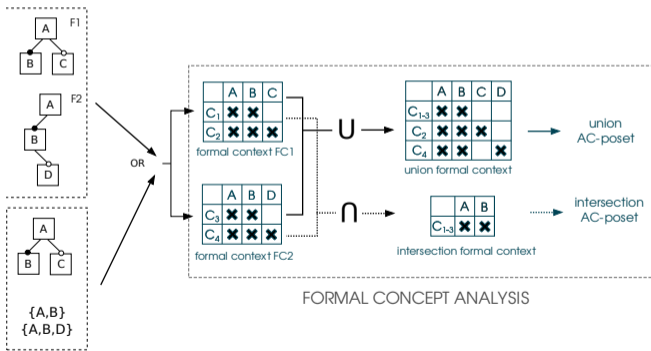 F1
A
B C
F2
A
B
D
A
B C
{A,B}
{A,B,D}
OR
A B C
C1 ✖ ✖
C2 ✖ ✖ ✖
formal context FC1
A B D
C3 ✖ ✖
C4 ✖ ✖ ✖
formal context FC2
∪
∩
A B C D
C1-3 ✖ ✖
C2 ✖ ✖ ✖
C4 ✖ ✖ ✖
union formal context
A B
C1-3 ✖ ✖
intersection formal context
union
AC-poset
intersection
AC-poset
FORMAL CONCEPT ANALYSIS